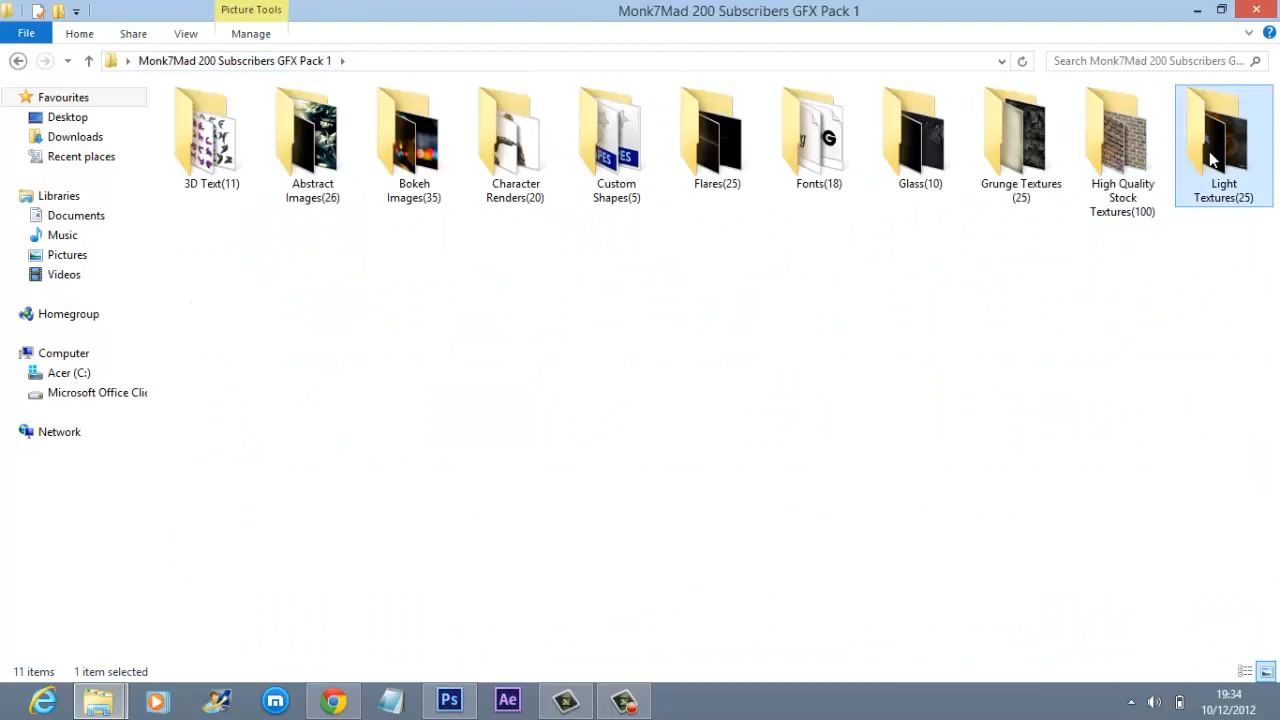 Picture Tools
Monk7Mad 200 Subscribers GFX Pack 1
File
Home
Share
View
Manage
Monk7Mad 200 Subscribers GFX Pack 1
Search Monk7Mad 200 Subscribers G...
Favourites
Desktop
Downloads
Recent places
Libraries
Documents
Music
Pictures
Videos
Homegroup
Computer
Acer (C:)
Microsoft Office Clic
Network
3D Text(11)
Abstract
Images(26)
Bokeh
Images(35)
Character
Renders(20)
Custom
Shapes(5)
Flares(25)
Fonts(18)
Glass(10)
Grunge Textures
(25)
High Quality
Stock
Textures(100)
Light
Textures(25)
PES
ES
G
11 items
1 item selected
Ps
Ae
19:34
10/12/2012